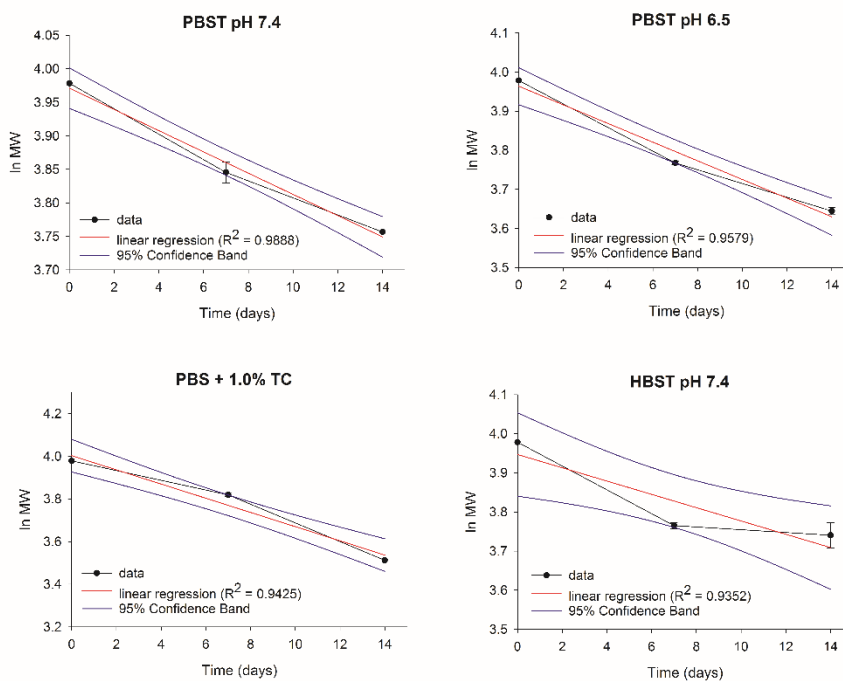 PBST pH 7.4
4.05
4.00
3.95
3.90
3.85
3.80
3.75
3.70
ln MW
data
linear regression (R² = 0.9888)
95% Confidence Band
0 2 4 6 8 10 12 14
Time (days)
PBST pH 6.5
4.1
4.0
3.9
3.8
3.7
3.6
3.5
ln MW
data
linear regression (R² = 0.9579)
95% Confidence Band
0 2 4 6 8 10 12 14
Time (days)
PBS + 1.0% TC
4.2
4.0
3.8
3.6
3.4
3.2
ln MW
data
linear regression (R² = 0.9425)
95% Confidence Band
0 2 4 6 8 10 12 14
Time (days)
HBST pH 7.4
4.1
4.0
3.9
3.8
3.7
3.6
3.5
ln MW
data
linear regression (R² = 0.9352)
95% Confidence Band
0 2 4 6 8 10 12 14
Time (days)